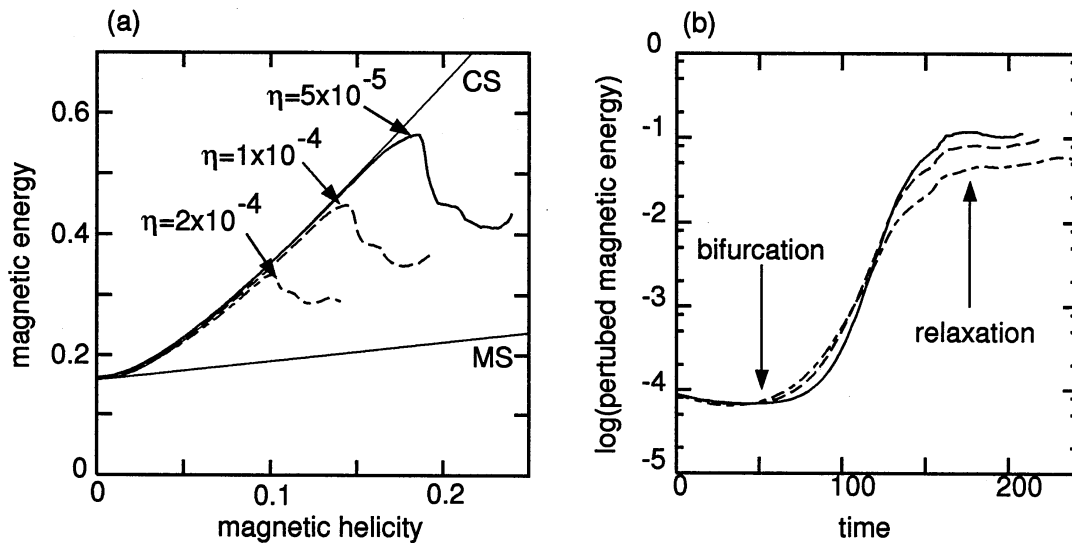 (a)
magnetic energy
0.6
0.4
0.2
0
0
0.1
0.2
magnetic helicity
CS
MS
η=5x10⁻⁵
η=1x10⁻⁴
η=2x10⁻⁴
(b)
log(pertubed magnetic energy)
0
-1
-2
-3
-4
-5
0
100
200
time
bifurcation
relaxation